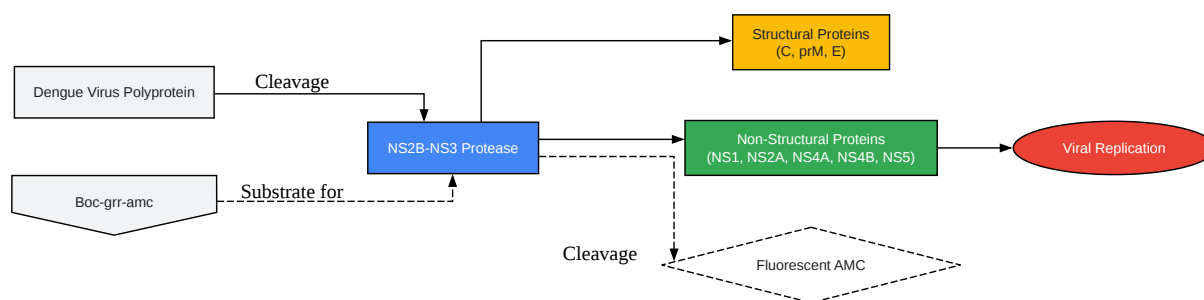 Structural Proteins
(C, prM, E)
Cleavage
Dengue Virus Polyprotein
NS2B-NS3 Protease
Non-Structural Proteins
(NS1, NS2A, NS4A, NS4B, NS5)
Viral Replication
Boc-grr-amc
Substrate for
Cleavage
Fluorescent AMC